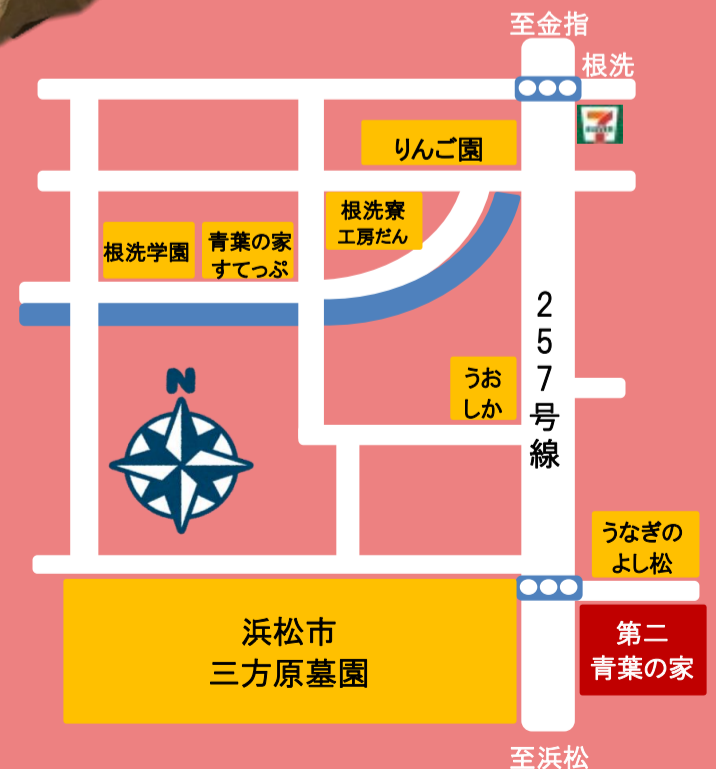 至金指
根洗
りんご園
根洗寮
工房だん
根洗学園
青葉の家
すてっぷ
257号線
うお
しか
N
うなぎの
よし松
浜松市
三方原墓園
第二
青葉の家
至浜松